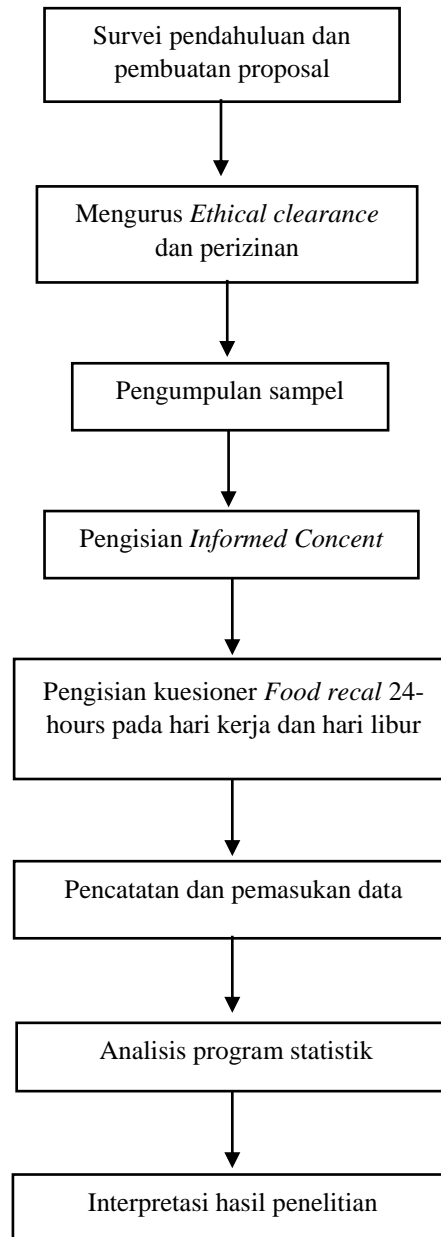 Survei pendahuluan dan
pembuatan proposal
Mengurus Ethical clearance
dan perizinan
Pengumpulan sampel
Pengisian Informed Concent
Pengisian kuesioner Food recal 24-
hours pada hari kerja dan hari libur
Pencatatan dan pemasukan data
Analisis program statistik
Interpretasi hasil penelitian